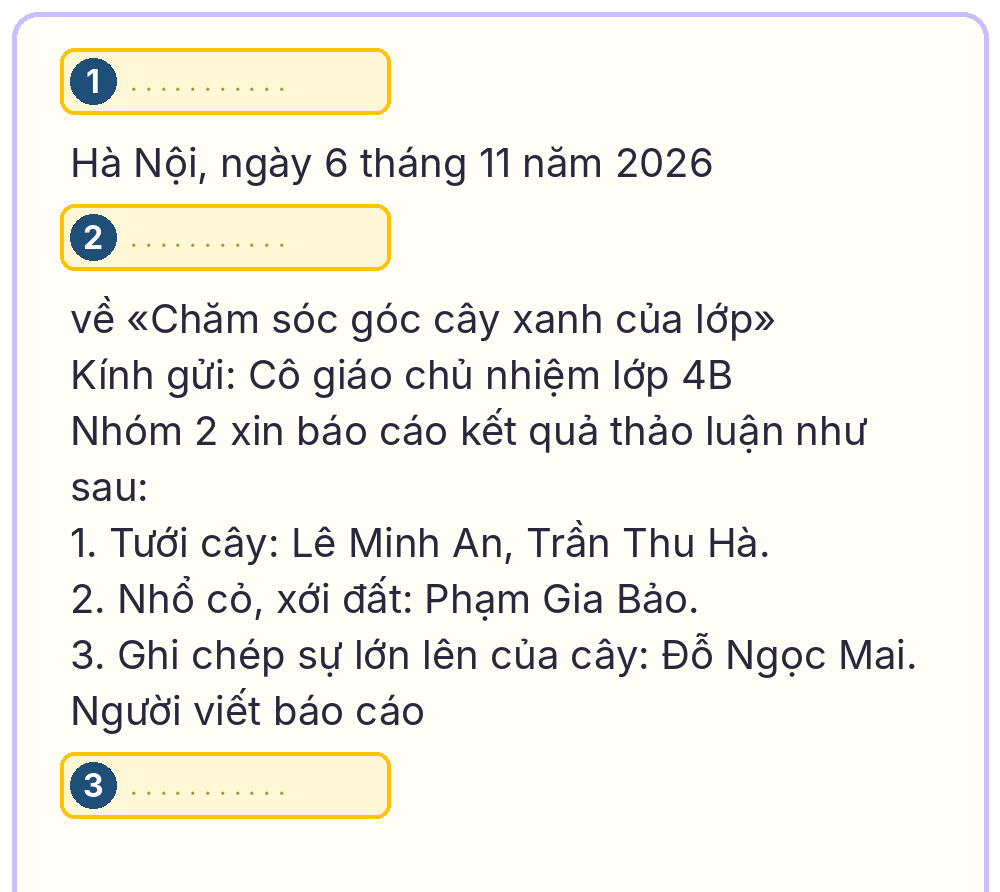 1 ...........
Hà Nội, ngày 6 tháng 11 năm 2026
2 ...........
về «Chăm sóc góc cây xanh của lớp»
Kính gửi: Cô giáo chủ nhiệm lớp 4B
Nhóm 2 xin báo cáo kết quả thảo luận như
sau:
1. Tưới cây: Lê Minh An, Trần Thu Hà.
2. Nhổ cỏ, xới đất: Phạm Gia Bảo.
3. Ghi chép sự lớn lên của cây: Đỗ Ngọc Mai.
Người viết báo cáo
3 ...........